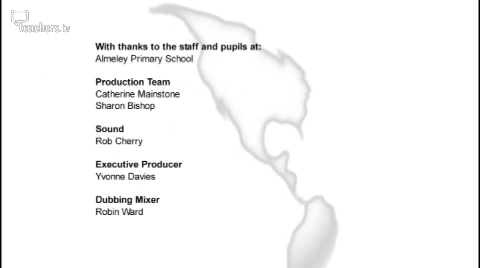 teachers.tv
With thanks to the staff and pupils at:
Almeley Primary School
Production Team
Catherine Mainstone
Sharon Bishop
Sound
Rob Cherry
Executive Producer
Yvonne Davies
Dubbing Mixer
Robin Ward